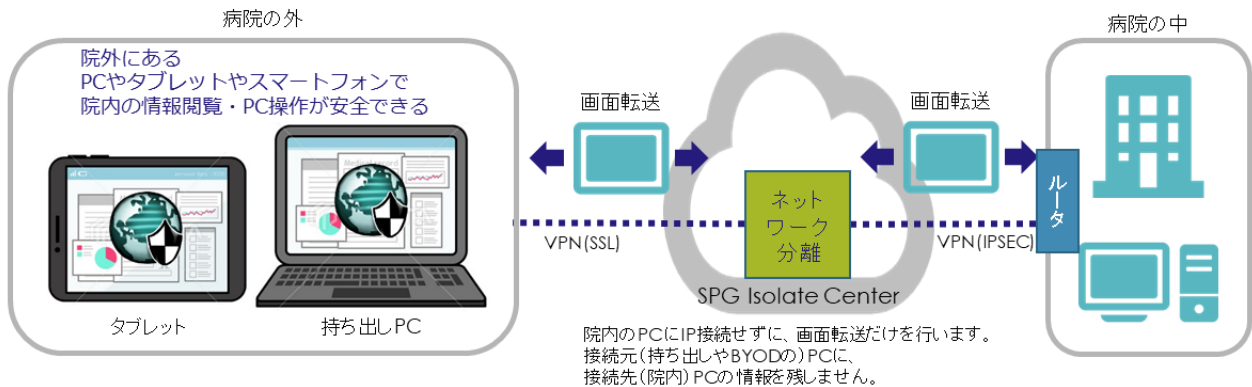 病院の外
病院の中
院外にある
PCやタブレットやスマートフォンで
院内の情報閲覧・PC操作が安全できる
画面転送
画面転送
Medical record
ルータ
ネット
ワーク
分離
VPN(SSL)
VPN(IPSEC)
SPG Isolate Center
タブレット
持ち出しPC
院内のPCにIP接続せずに、画面転送だけを行います。
接続元(持ち出しやBYODの)PCに、
接続先(院内)PCの情報を残しません。